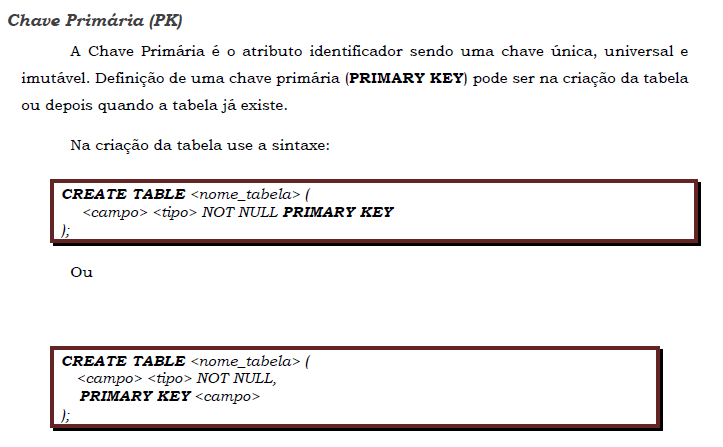 Chave Primária (PK)
A Chave Primária é o atributo identificador sendo uma chave única, universal e
imutável. Definição de uma chave primária (PRIMARY KEY) pode ser na criação da tabela
ou depois quando a tabela já existe.
Na criação da tabela use a sintaxe:
CREATE TABLE <nome_tabela> (
<campo> <tipo> NOT NULL PRIMARY KEY
);
Ou
CREATE TABLE <nome_tabela> (
<campo> <tipo> NOT NULL,
PRIMARY KEY <campo>
);